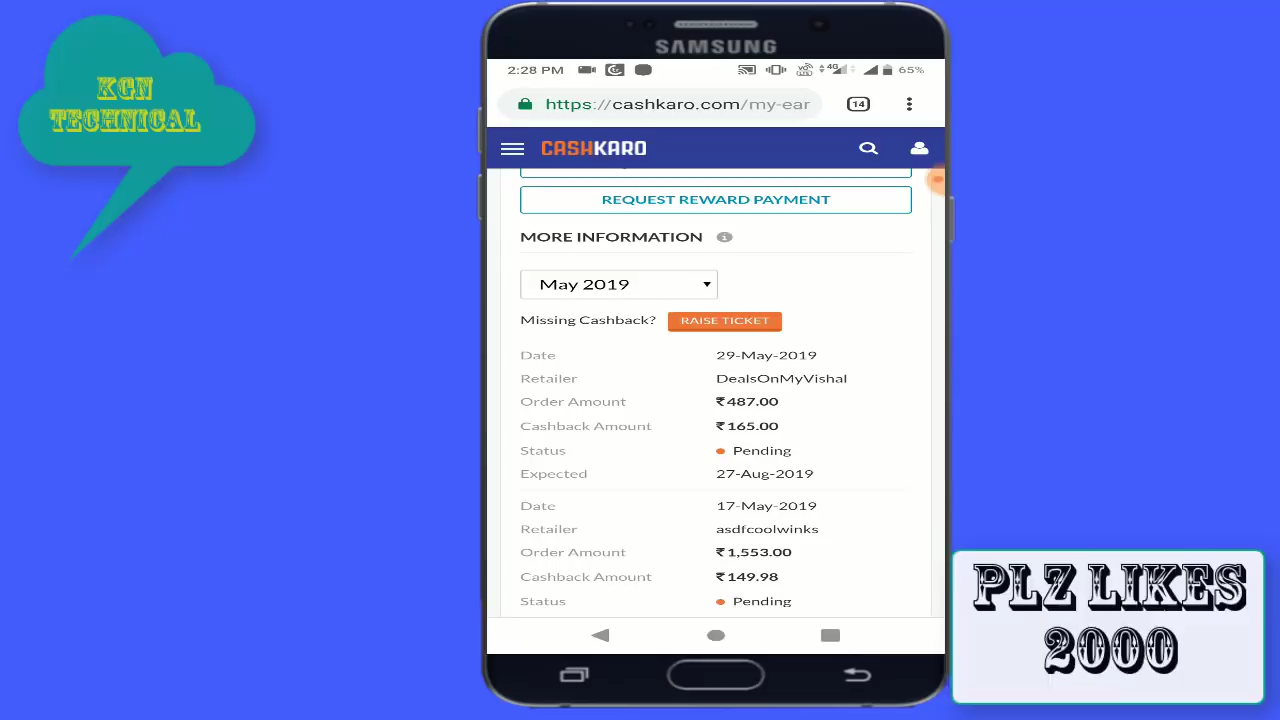 KGN
TECHNICAL
SAMSUNG
2:28 PM 4G 65%
https://cashkaro.com/my-ear 14
CASHKARO
REQUEST REWARD PAYMENT
MORE INFORMATION
May 2019
Missing Cashback? RAISE TICKET
Date 29-May-2019
Retailer DealsOnMyVishal
Order Amount ₹487.00
Cashback Amount ₹165.00
Status Pending
Expected 27-Aug-2019
Date 17-May-2019
Retailer asdfcoolwinks
Order Amount ₹1,553.00
Cashback Amount ₹149.98
Status Pending
PLZ LIKES
2000